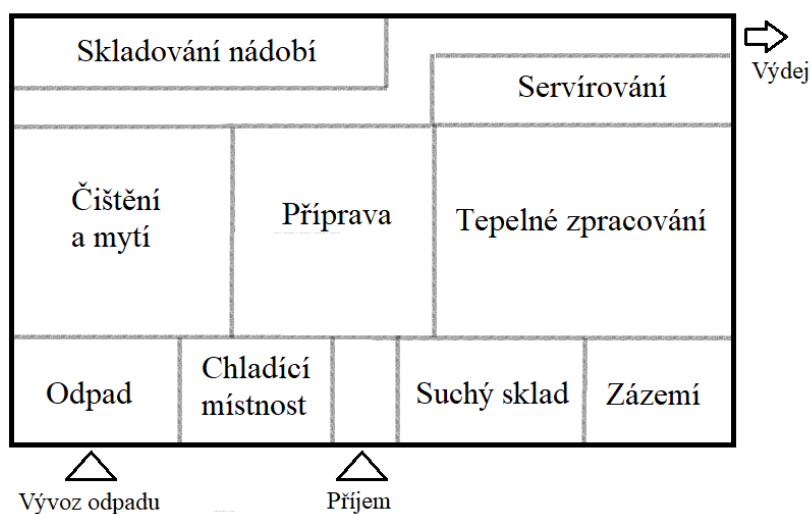 Skladování nádobí
Výdej
Servírování
Čištění
a mytí
Příprava
Tepelné zpracování
Odpad
Chladící
místnost
Suchý sklad
Zázemí
Vývoz odpadu
Příjem